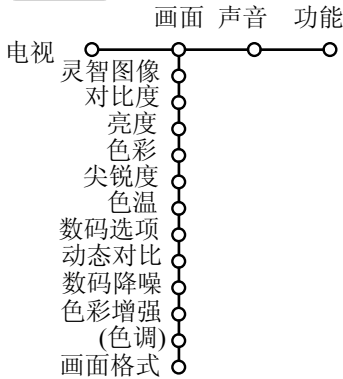 画面 声音 功能
电视
灵智图像
对比度
亮度
色彩
尖锐度
色温
数码选项
动态对比
数码降噪
色彩增强
(色调)
画面格式